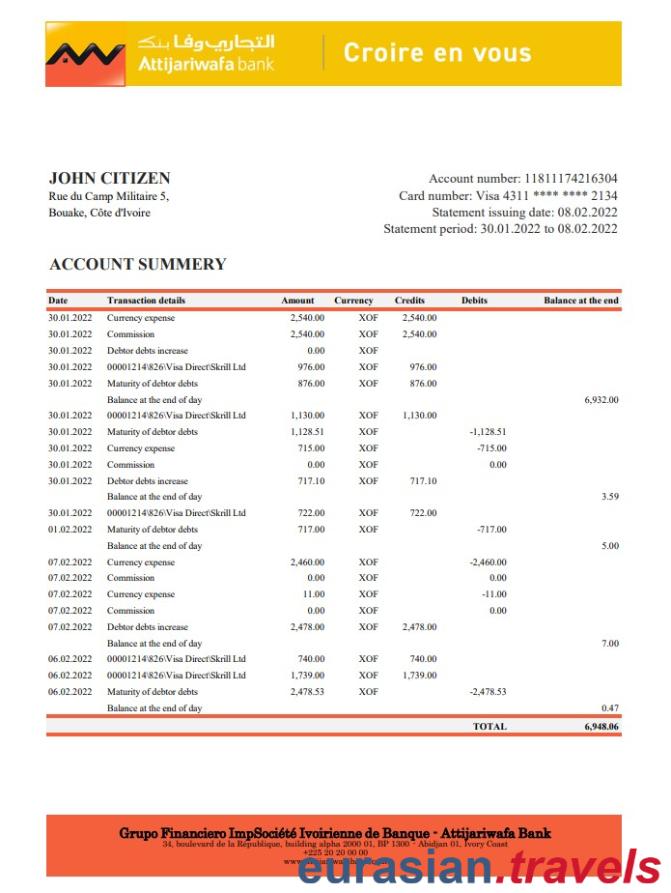 التجاري وفا بنك
Attijariwafa bank
Croire en vous
JOHN CITIZEN
Rue du Camp Militaire 5,
Bouake, Côte d'Ivoire
Account number: 11811174216304
Card number: Visa 4311 **** **** 2134
Statement issuing date: 08.02.2022
Statement period: 30.01.2022 to 08.02.2022
ACCOUNT SUMMERY
Date Transaction details Amount Currency Credits Debits Balance at the end
30.01.2022 Currency expense 2,540.00 XOF 2,540.00
30.01.2022 Commission 2,540.00 XOF 2,540.00
30.01.2022 Debtor debts increase 0.00 XOF
30.01.2022 00001214\826\Visa Direct\Skrill Ltd 976.00 XOF 976.00
30.01.2022 Maturity of debtor debts 876.00 XOF 876.00
Balance at the end of day 6,932.00
30.01.2022 00001214\826\Visa Direct\Skrill Ltd 1,130.00 XOF 1,130.00
30.01.2022 Maturity of debtor debts 1,128.51 XOF -1,128.51
30.01.2022 Currency expense 715.00 XOF -715.00
30.01.2022 Commission 0.00 XOF 0.00
30.01.2022 Debtor debts increase 717.10 XOF 717.10
Balance at the end of day 3.59
30.01.2022 00001214\826\Visa Direct\Skrill Ltd 722.00 XOF 722.00
01.02.2022 Maturity of debtor debts 717.00 XOF -717.00
Balance at the end of day 5.00
07.02.2022 Currency expense 2,460.00 XOF -2,460.00
07.02.2022 Commission 0.00 XOF 0.00
07.02.2022 Currency expense 11.00 XOF -11.00
07.02.2022 Commission 0.00 XOF 0.00
07.02.2022 Debtor debts increase 2,478.00 XOF 2,478.00
Balance at the end of day 7.00
06.02.2022 00001214\826\Visa Direct\Skrill Ltd 740.00 XOF 740.00
06.02.2022 00001214\826\Visa Direct\Skrill Ltd 1,739.00 XOF 1,739.00
06.02.2022 Maturity of debtor debts 2,478.53 XOF -2,478.53
Balance at the end of day 0.47
TOTAL 6,948.06
Grupo Financiero ImpSociété Ivoirienne de Banque - Attijariwafa Bank
34, boulevard de la République, building alpha 2000 01, BP 1300 - Abidjan 01, Ivory Coast
+225 20 20 00 00
eurasian.travels